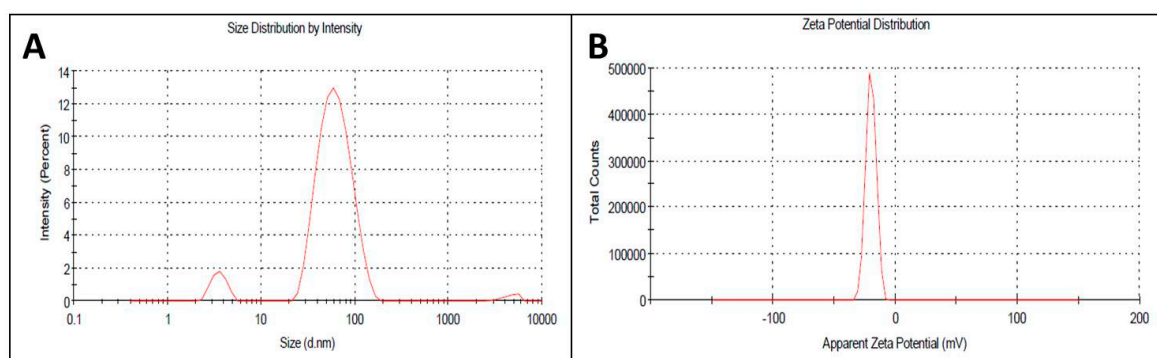 A
Size Distribution by Intensity
Intensity (Percent)
14
12
10
8
6
4
2
0
0.1 1 10 100 1000 10000
Size (d.nm)
B
Zeta Potential Distribution
Total Counts
500000
400000
300000
200000
100000
0
-100 0 100 200
Apparent Zeta Potential (mV)